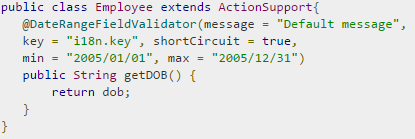 public class Employee extends ActionSupport{
@DateRangeFieldValidator(message = "Default message",
key = "i18n.key", shortCircuit = true,
min = "2005/01/01", max = "2005/12/31")
public String getDOB() {
return dob;
}
}